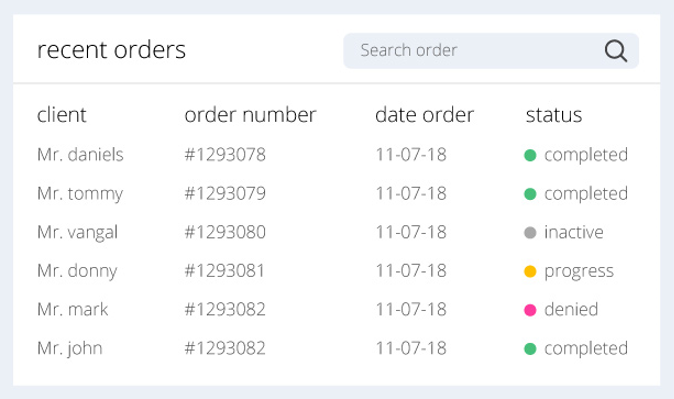 recent orders Search order
client order number date order status
Mr. daniels #1293078 11-07-18 completed
Mr. tommy #1293079 11-07-18 completed
Mr. vangal #1293080 11-07-18 inactive
Mr. donny #1293081 11-07-18 progress
Mr. mark #1293082 11-07-18 denied
Mr. john #1293082 11-07-18 completed